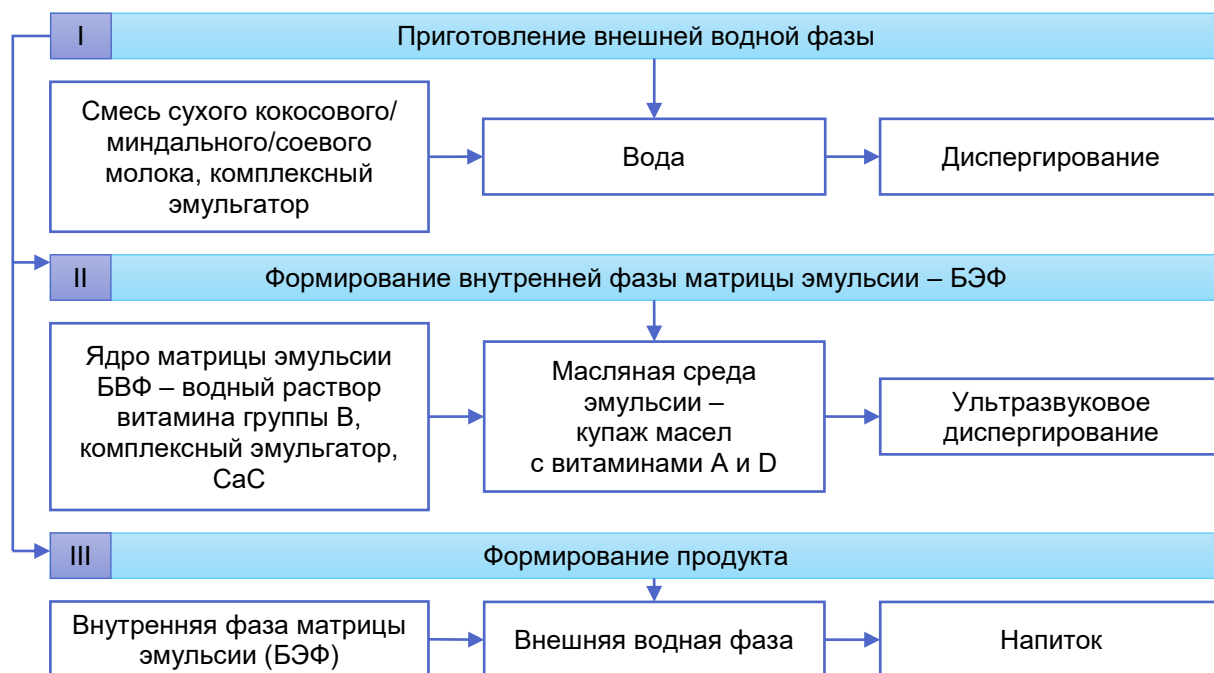 I
Приготовление внешней водной фазы
Смесь сухого кокосового/
миндального/соевого
молока, комплексный
эмульгатор
Вода
Диспергирование
II
Формирование внутренней фазы матрицы эмульсии – БЭФ
Ядро матрицы эмульсии
БВФ – водный раствор
витамина группы В,
комплексный эмульгатор,
СаС
Масляная среда
эмульсии –
купаж масел
с витаминами А и D
Ультразвуковое
диспергирование
III
Формирование продукта
Внутренняя фаза матрицы
эмульсии (БЭФ)
Внешняя водная фаза
Напиток